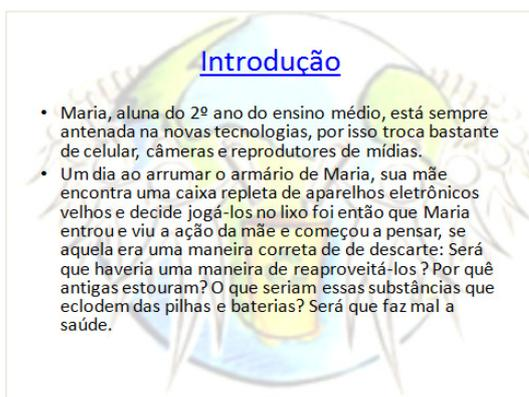 Introdução
• Maria, aluna do 2º ano do ensino médio, está sempre
antenada na novas tecnologias, por isso troca bastante
de celular, câmeras e reprodutores de mídias.
• Um dia ao arrumar o armário de Maria, sua mãe
encontra uma caixa repleta de aparelhos eletrônicos
velhos e decide jogá-los no lixo foi então que Maria
entrou e viu a ação da mãe e começou a pensar, se
aquela era uma maneira correta de de descarte: Será
que haveria uma maneira de reaproveitá-los ? Por quê
antigas estouram? O que seriam essas substâncias que
eclodem das pilhas e baterias? Será que faz mal a
saúde.